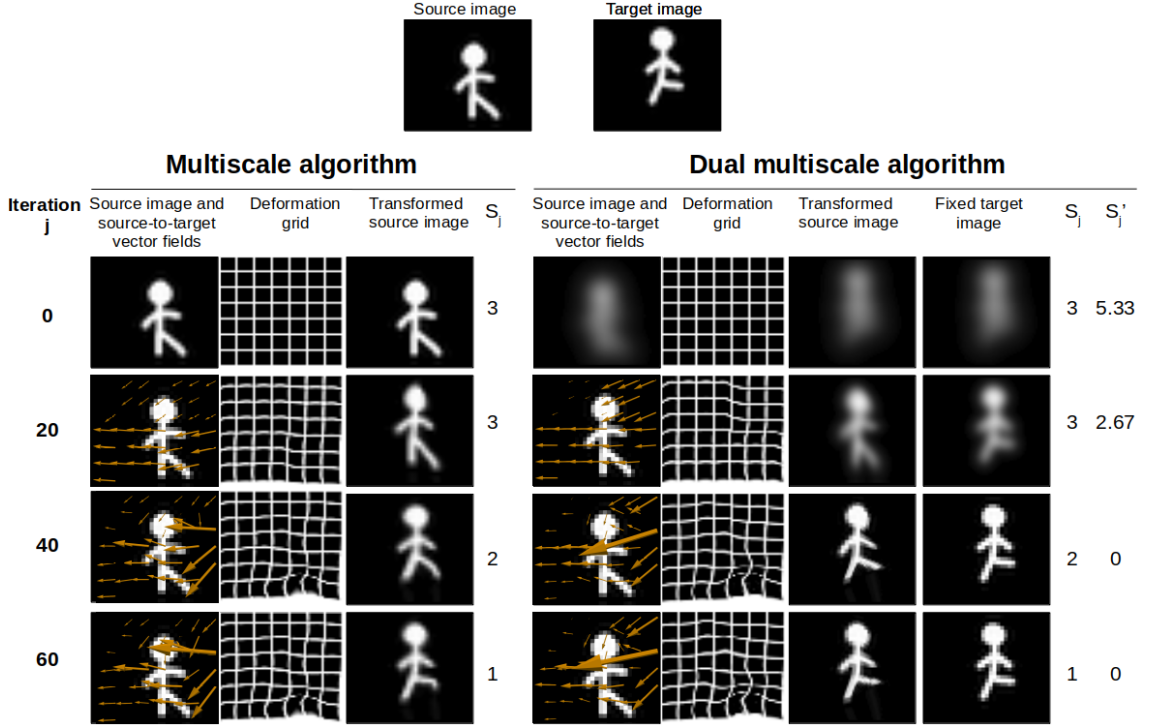 Source image
Target image
Multiscale algorithm
Dual multiscale algorithm
Iteration
j
Source image and
source-to-target
vector fields
Deformation
grid
Transformed
source image
Sj
Source image and
source-to-target
vector fields
Deformation
grid
Transformed
source image
Fixed target
image
Sj
Sj'
0
3
3
5.33
20
3
3
2.67
40
2
2
0
60
1
1
0